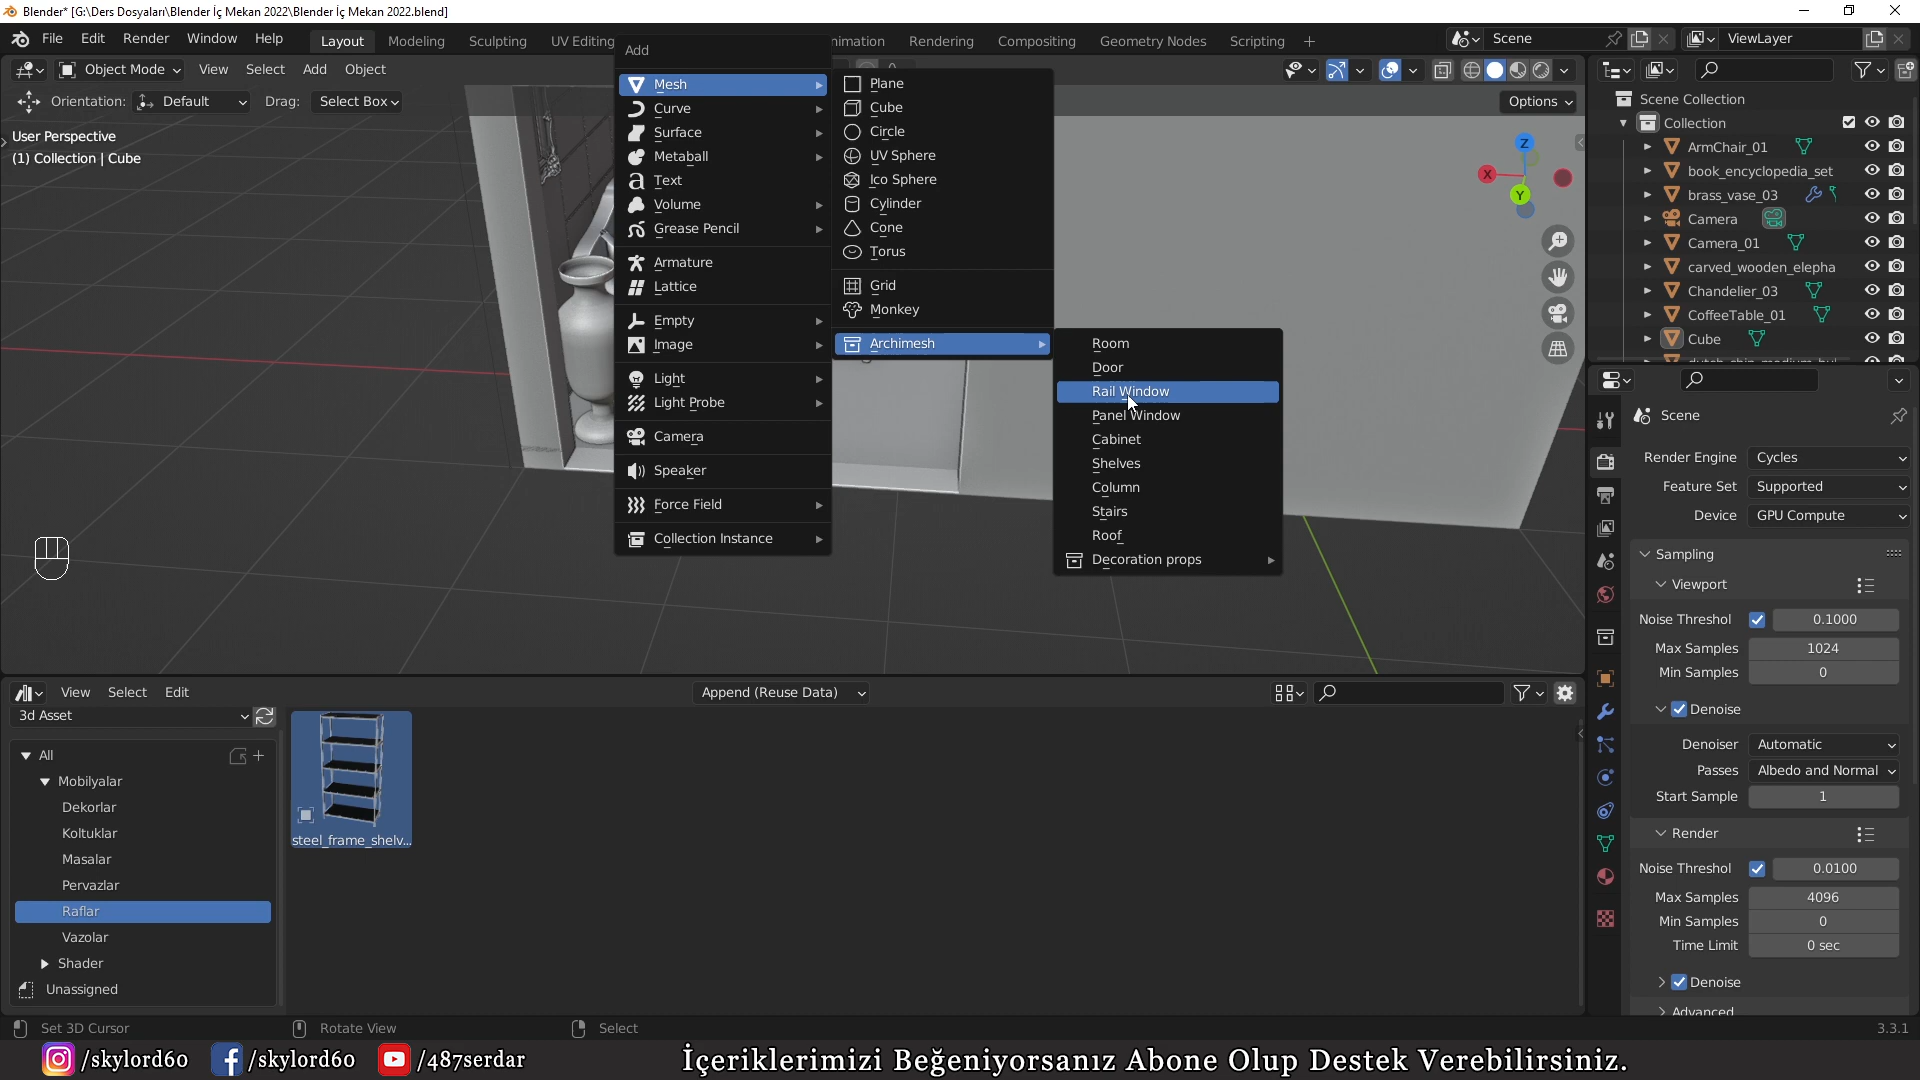 Blender* [G:\Ders Dosyaları\Blender İç Mekan 2022\Blender İç Mekan 2022.blend]
File Edit Render Window Help
Layout Modeling Sculpting UV Editing nimation Rendering Compositing Geometry Nodes Scripting +
Scene
ViewLayer
Object Mode View Select Add Object
Orientation: Default Drag: Select Box
Options
User Perspective
(1) Collection | Cube
Add
Mesh
Curve
Surface
Metaball
Text
Volume
Grease Pencil
Armature
Lattice
Empty
Image
Light
Light Probe
Camera
Speaker
Force Field
Collection Instance
Plane
Cube
Circle
UV Sphere
Ico Sphere
Cylinder
Cone
Torus
Grid
Monkey
Archimesh
Room
Door
Rail Window
Panel Window
Cabinet
Shelves
Column
Stairs
Roof
Decoration props
Z
X
Y
Scene Collection
Collection
ArmChair_01
book_encyclopedia_set
brass_vase_03
Camera
Camera_01
carved_wooden_elepha
Chandelier_03
CoffeeTable_01
Cube
Scene
Render Engine Cycles
Feature Set Supported
Device GPU Compute
Sampling
Viewport
Noise Threshol 0.1000
Max Samples 1024
Min Samples 0
Denoise
Denoiser Automatic
Passes Albedo and Normal
Start Sample 1
Render
Noise Threshol 0.0100
Max Samples 4096
Min Samples 0
Time Limit 0 sec
Denoise
Advanced
View Select Edit
Append (Reuse Data)
3d Asset
All
Mobilyalar
Dekorlar
Koltuklar
Masalar
Pervazlar
Raflar
Vazolar
Shader
Unassigned
steel_frame_shelv...
Set 3D Cursor
Rotate View
Select
3.3.1
/skylord60 /skylord60 /487serdar
İçeriklerimizi Beğeniyorsanız Abone Olup Destek Verebilirsiniz.